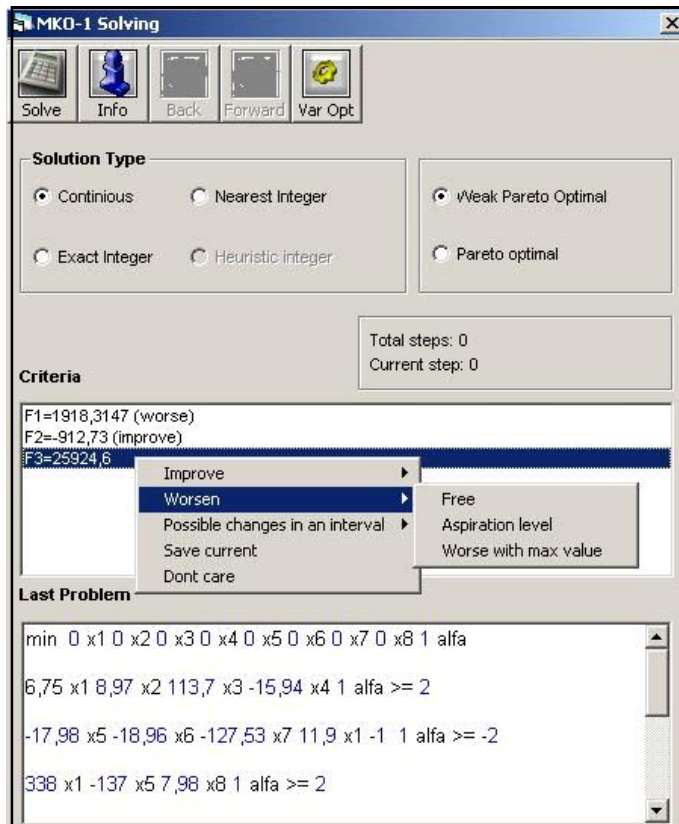 MKO-1 Solving
Solve Info Back Forward Var Opt
Solution Type
Continious Nearest Integer
Exact Integer Heuristic integer
Weak Pareto Optimal
Pareto optimal
Total steps: 0
Current step: 0
Criteria
F1=1918,3147 (worse)
F2=-912,73 (improve)
F3=25924,6
Improve
Worsen
Possible changes in an interval
Save current
Dont care
Free
Aspiration level
Worse with max value
Last Problem
min 0 x1 0 x2 0 x3 0 x4 0 x5 0 x6 0 x7 0 x8 1 alfa
6,75 x1 8,97 x2 113,7 x3 -15,94 x4 1 alfa >= 2
-17,98 x5 -18,96 x6 -127,53 x7 11,9 x1 -1 1 alfa >= -2
338 x1 -137 x5 7,98 x8 1 alfa >= 2